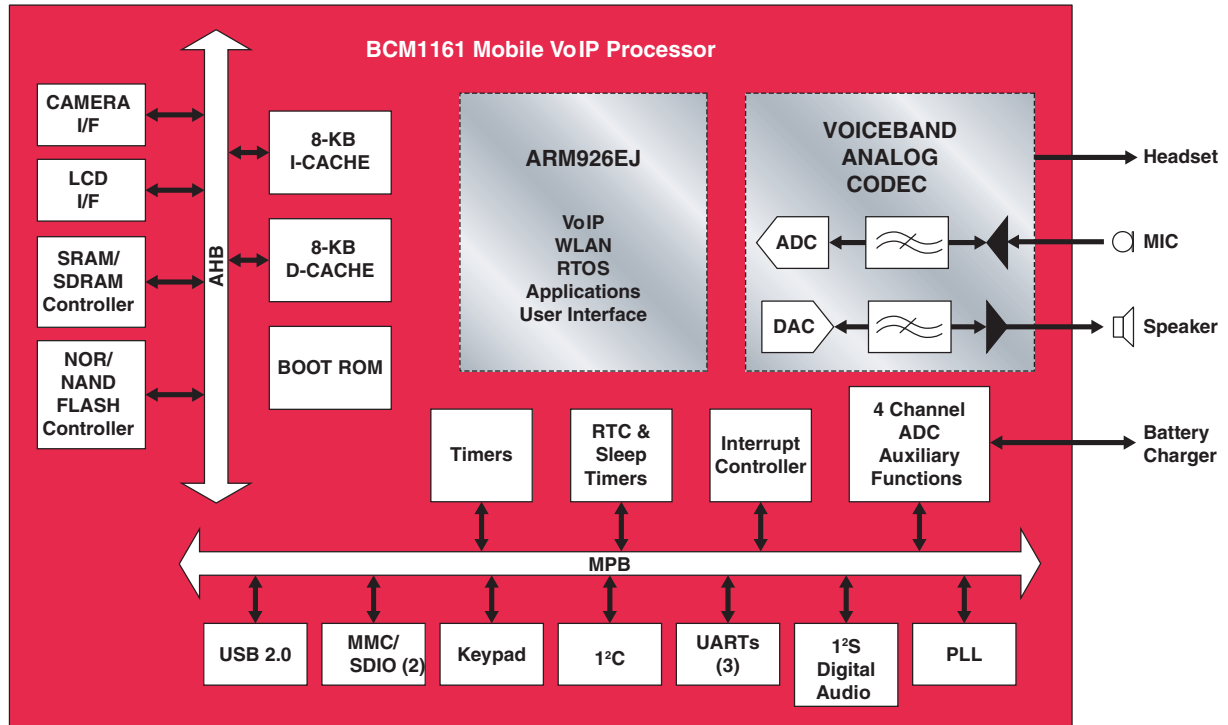 BCM1161 Mobile VoIP Processor
CAMERA
I/F
LCD
I/F
SRAM/
SDRAM
Controller
NOR/
NAND
FLASH
Controller
AHB
8-KB
I-CACHE
8-KB
D-CACHE
BOOT ROM
ARM926EJ
VoIP
WLAN
RTOS
Applications
User Interface
VOICEBAND
ANALOG
CODEC
ADC
DAC
Headset
MIC
Speaker
Battery
Charger
Timers
RTC &
Sleep
Timers
Interrupt
Controller
4 Channel
ADC
Auxiliary
Functions
MPB
USB 2.0
MMC/
SDIO (2)
Keypad
1²C
UARTs
(3)
1²S
Digital
Audio
PLL